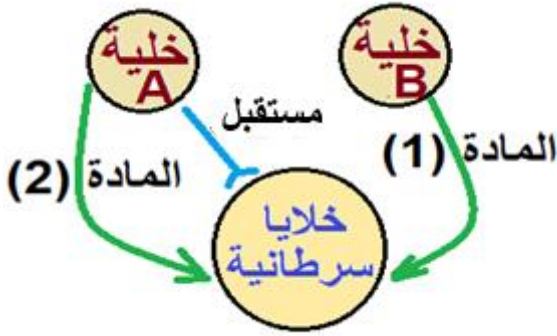 خلية
A
خلية
B
مستقبل
المادة (1)
المادة (2)
خلايا
سرطانية